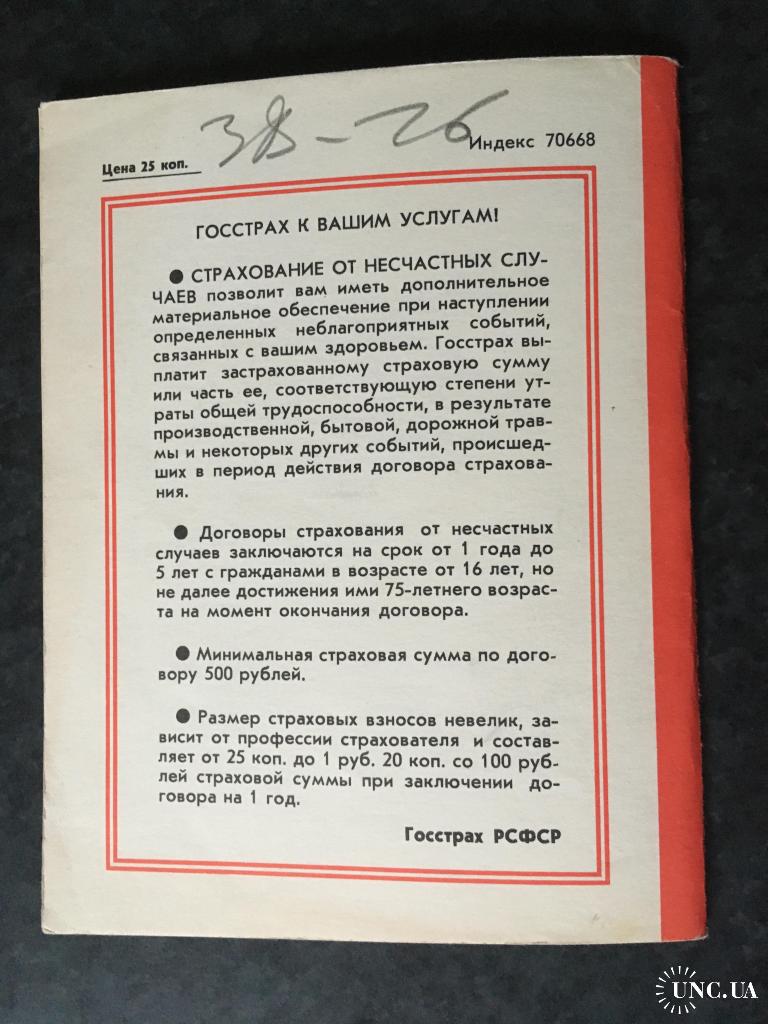 38-26
Цена 25 коп.
Индекс 70668
ГОССТРАХ К ВАШИМ УСЛУГАМ!
● СТРАХОВАНИЕ ОТ НЕСЧАСТНЫХ СЛУ-
ЧАЕВ позволит вам иметь дополнительное
материальное обеспечение при наступлении
определенных неблагоприятных событий,
связанных с вашим здоровьем. Госстрах вы-
платит застрахованному страховую сумму
или часть ее, соответствующую степени ут-
раты общей трудоспособности, в результате
производственной, бытовой, дорожной трав-
мы и некоторых других событий, происшед-
ших в период действия договора страхова-
ния.
● Договоры страхования от несчастных
случаев заключаются на срок от 1 года до
5 лет с гражданами в возрасте от 16 лет, но
не далее достижения ими 75-летнего возрас-
та на момент окончания договора.
● Минимальная страховая сумма по дого-
вору 500 рублей.
● Размер страховых взносов невелик, за-
висит от профессии страхователя и состав-
ляет от 25 коп. до 1 руб. 20 коп. со 100 руб-
лей страховой суммы при заключении до-
говора на 1 год.
Госстрах РСФСР
UNC.UA